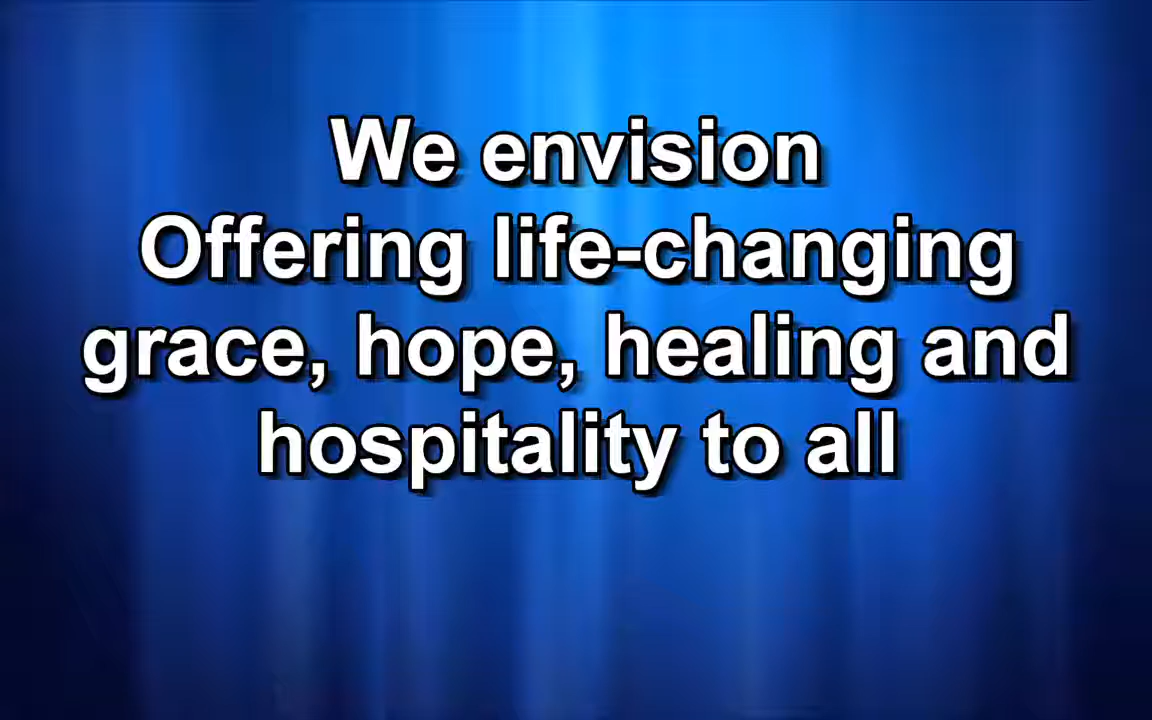 We envision
Offering life-changing
grace, hope, healing and
hospitality to all